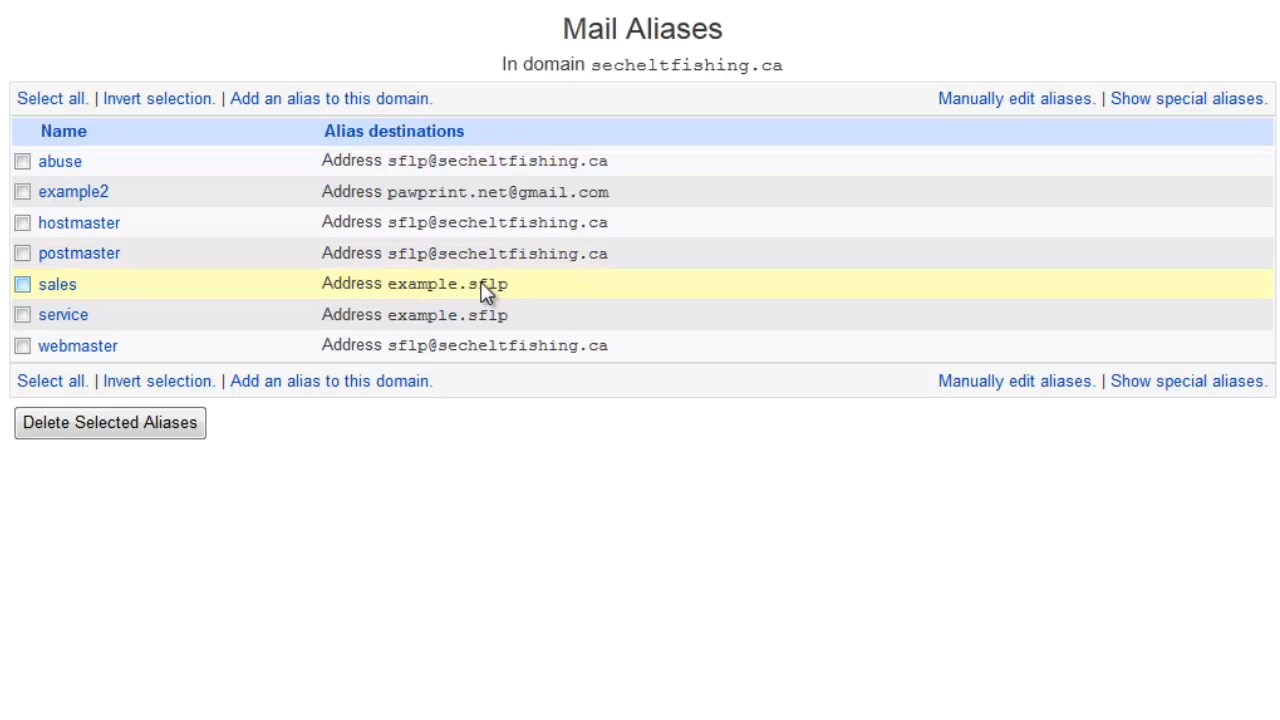 Mail Aliases
In domain secheltfishing.ca
Select all. | Invert selection. | Add an alias to this domain. Manually edit aliases. | Show special aliases.
Name Alias destinations
abuse Address sflp@secheltfishing.ca
example2 Address pawprint.net@gmail.com
hostmaster Address sflp@secheltfishing.ca
postmaster Address sflp@secheltfishing.ca
sales Address example.sflp
service Address example.sflp
webmaster Address sflp@secheltfishing.ca
Select all. | Invert selection. | Add an alias to this domain. Manually edit aliases. | Show special aliases.
Delete Selected Aliases